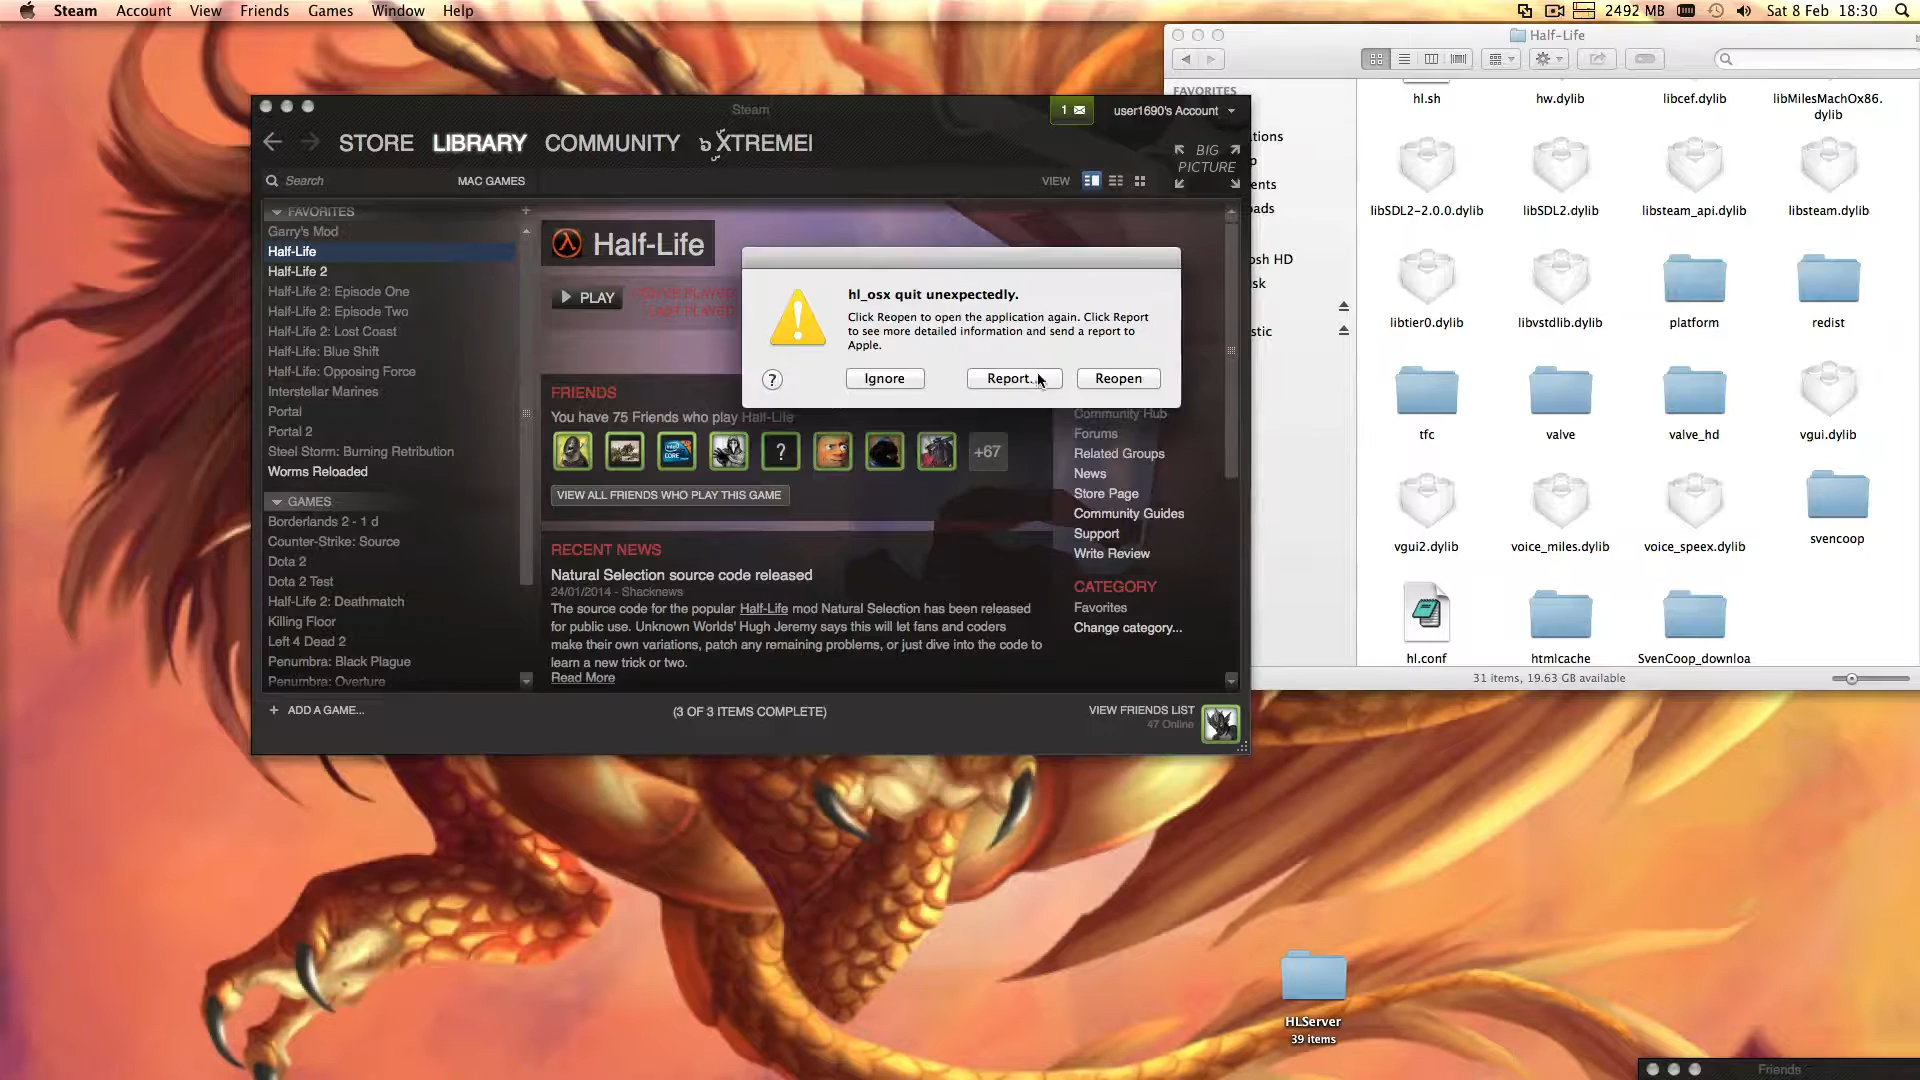 Steam Account View Friends Games Window Help
2492 MB Sat 8 Feb 18:30
Half-Life
FAVORITES
hl.sh hw.dylib libcef.dylib libMilesMachOx86.
dylib
libSDL2-2.0.0.dylib libSDL2.dylib libsteam_api.dylib libsteam.dylib
libtier0.dylib libvstdlib.dylib platform redist
tfc valve valve_hd vgui.dylib
vgui2.dylib voice_miles.dylib voice_speex.dylib svencoop
hl.conf htmlcache SvenCoop_downloa
31 items, 19.63 GB available
Steam
1 user1690's Account
STORE LIBRARY COMMUNITY
BIG
PICTURE
Search MAC GAMES VIEW
FAVORITES
Garry's Mod
Half-Life
Half-Life 2
Half-Life 2: Episode One
Half-Life 2: Episode Two
Half-Life 2: Lost Coast
Half-Life: Blue Shift
Half-Life: Opposing Force
Interstellar Marines
Portal
Portal 2
Steel Storm: Burning Retribution
Worms Reloaded
GAMES
Borderlands 2 - 1 d
Counter-Strike: Source
Dota 2
Dota 2 Test
Half-Life 2: Deathmatch
Killing Floor
Left 4 Dead 2
Penumbra: Black Plague
Penumbra: Overture
+ ADD A GAME...
Half-Life
PLAY
hl_osx quit unexpectedly.
Click Reopen to open the application again. Click Report
to see more detailed information and send a report to
Apple.
? Ignore Report... Reopen
FRIENDS
You have 75 Friends who play Half-Life
? +67
VIEW ALL FRIENDS WHO PLAY THIS GAME
RECENT NEWS
Natural Selection source code released
24/01/2014 - Shacknews
The source code for the popular Half-Life mod Natural Selection has been released
for public use. Unknown Worlds' Hugh Jeremy says this will let fans and coders
make their own variations, patch any remaining problems, or just dive into the code to
learn a new trick or two.
Read More
Community Hub
Forums
Related Groups
News
Store Page
Community Guides
Support
Write Review
CATEGORY
Favorites
Change category...
(3 OF 3 ITEMS COMPLETE)
VIEW FRIENDS LIST
47 Online
HLServer
39 items
Friends